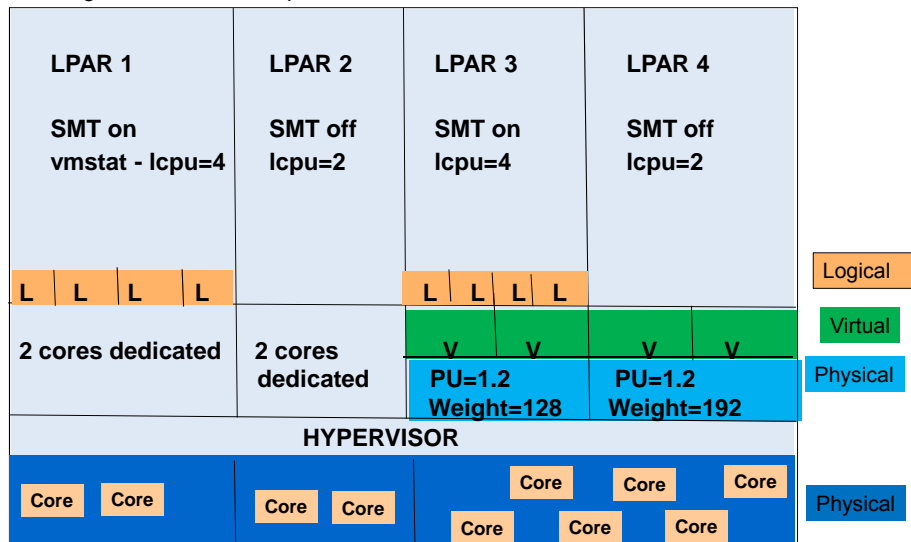 LPAR 1
SMT on
vmstat - lcpu=4
LPAR 2
SMT off
lcpu=2
LPAR 3
SMT on
lcpu=4
LPAR 4
SMT off
lcpu=2
L L L L
L L L L
Logical
Virtual
Physical
2 cores dedicated
2 cores
dedicated
V V
V V
PU=1.2
Weight=128
PU=1.2
Weight=192
HYPERVISOR
Core Core
Core Core
Core Core Core
Core Core Core
Physical